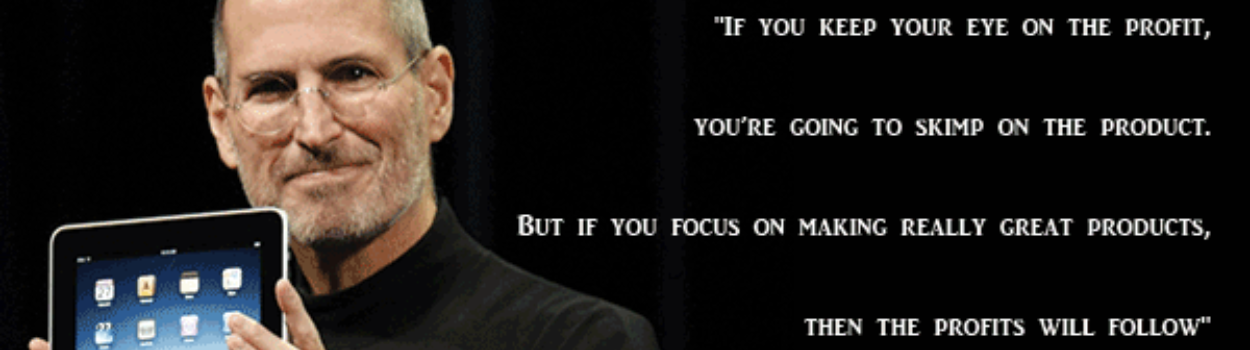 "If you keep your eye on the profit,
you're going to skimp on the product.
But if you focus on making really great products,
then the profits will follow"